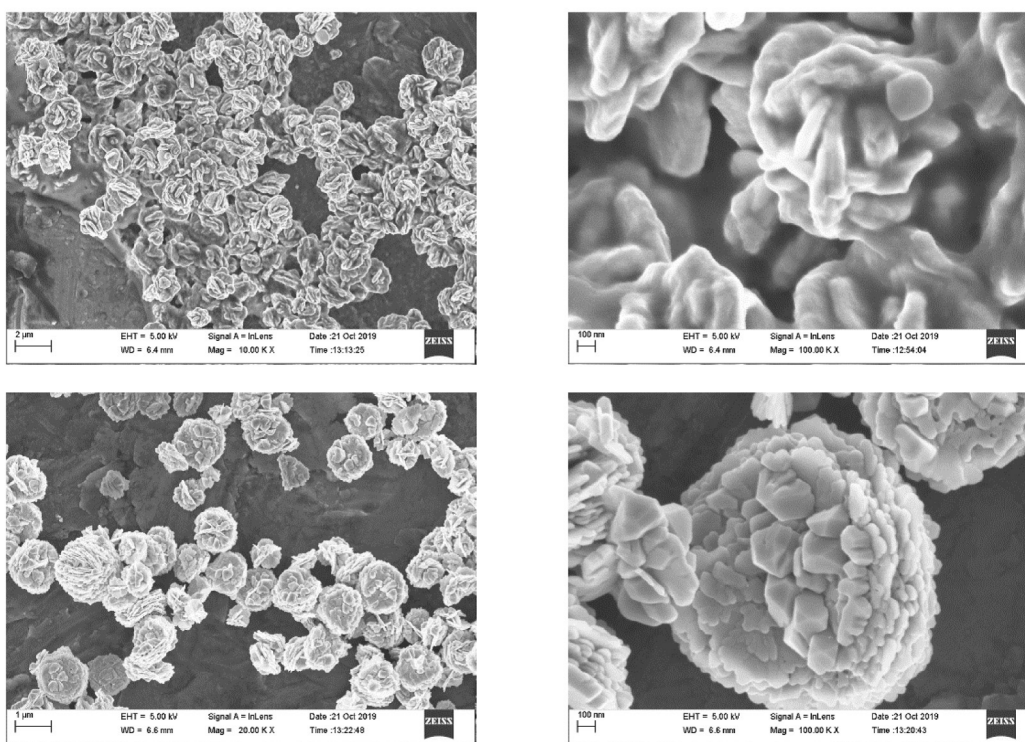 2 µm
EHT = 5.00 kV Signal A = InLens Date :21 Oct 2019
WD = 6.4 mm Mag = 10.00 K X Time :13:13:25
ZEISS
100 nm
EHT = 5.00 kV Signal A = InLens Date :21 Oct 2019
WD = 6.4 mm Mag = 100.00 K X Time :12:54:04
ZEISS
1 µm
EHT = 5.00 kV Signal A = InLens Date :21 Oct 2019
WD = 6.6 mm Mag = 20.00 K X Time :13:22:48
ZEISS
100 nm
EHT = 5.00 kV Signal A = InLens Date :21 Oct 2019
WD = 6.6 mm Mag = 100.00 K X Time :13:20:43
ZEISS